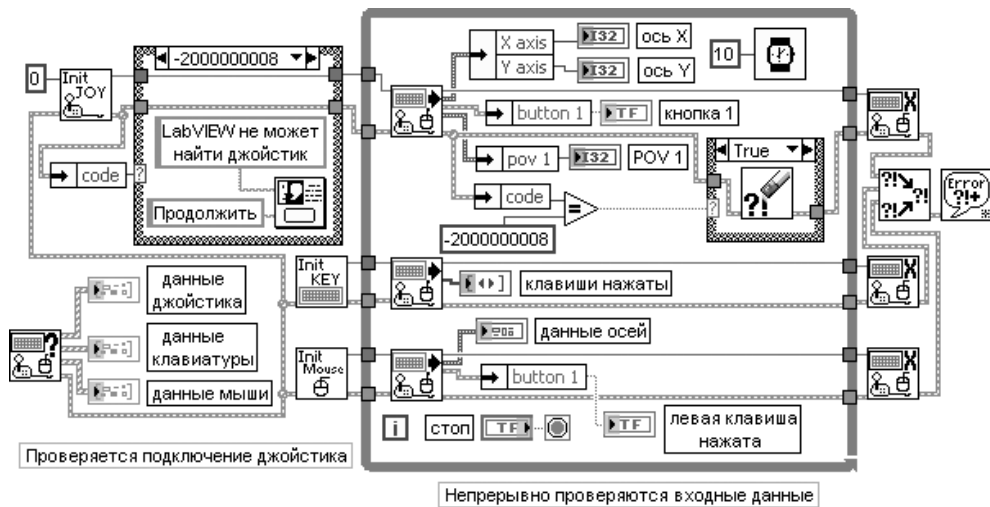 0
Init
JOY
-2000000008
LabVIEW не может
найти джойстик
code
?
Продолжить
X axis
Y axis
I32
I32
ось X
ось Y
10
button 1
TF
кнопка 1
pov 1
I32
POV 1
code
=
-2000000008
True
?
?!
X
?!
?!
?!
Error
?!+
данные
джойстика
данные
клавиатуры
данные мыши
?
Init
KEY
клавиши нажаты
X
Init
Mouse
данные осей
button 1
X
i
стоп
TF
TF
левая клавиша
нажата
Проверяется подключение джойстика
Непрерывно проверяются входные данные